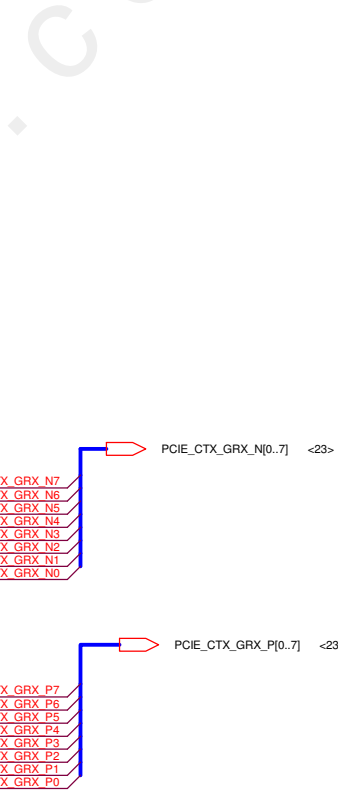 . C
PCIE_CTX_GRX_N[0..7] <23>
X_GRX_N7
X_GRX_N6
X_GRX_N5
X_GRX_N4
X_GRX_N3
X_GRX_N2
X_GRX_N1
X_GRX_N0
PCIE_CTX_GRX_P[0..7] <23
X_GRX_P7
X_GRX_P6
X_GRX_P5
X_GRX_P4
X_GRX_P3
X_GRX_P2
X_GRX_P1
X_GRX_P0